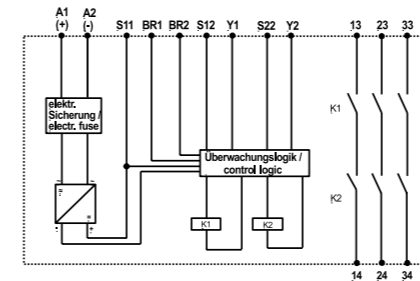 A1 A2 S11 BR1 BR2 S12 Y1 S22 Y2 13 23 33
(+) (-)
elektr.
Sicherung /
electr. fuse
K1
Überwachungslogik /
control logic
K2
K1 K2
14 24 34